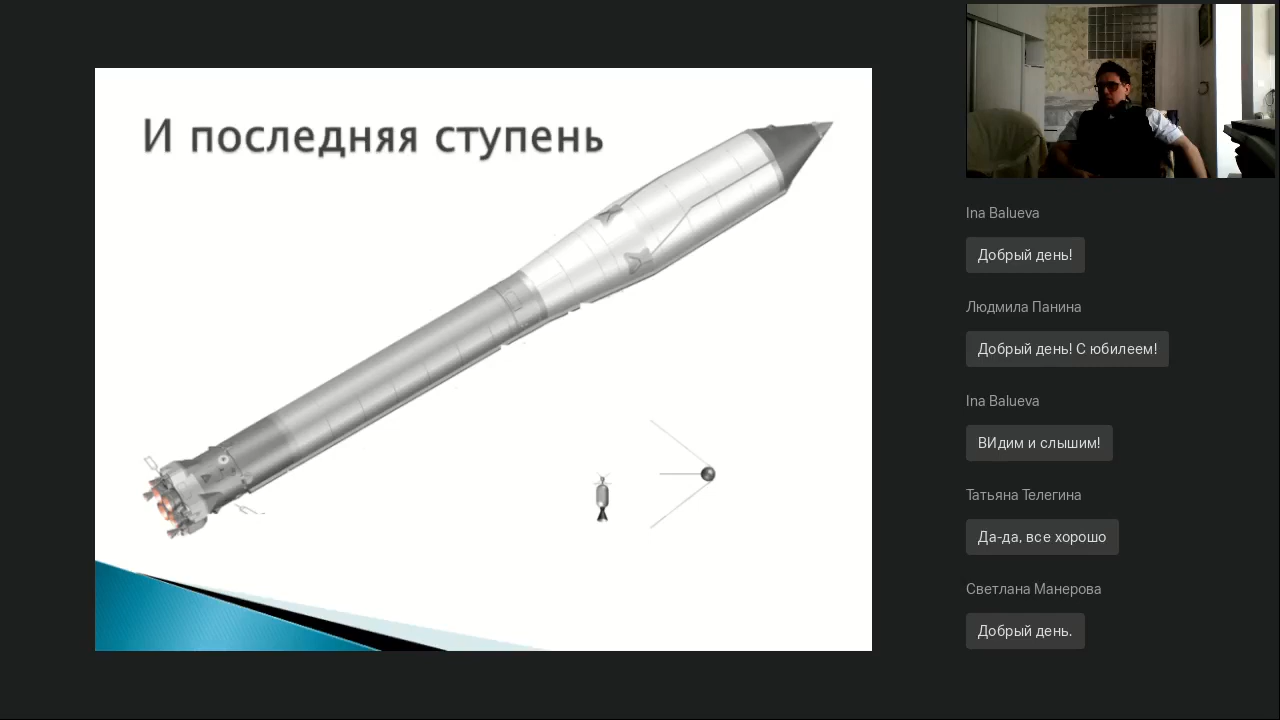 И последняя ступень
Ina Balueva
Добрый день!
Людмила Панина
Добрый день! С юбилеем!
Ina Balueva
ВИдим и слышим!
Татьяна Телегина
Да-да, все хорошо
Светлана Манерова
Добрый день.